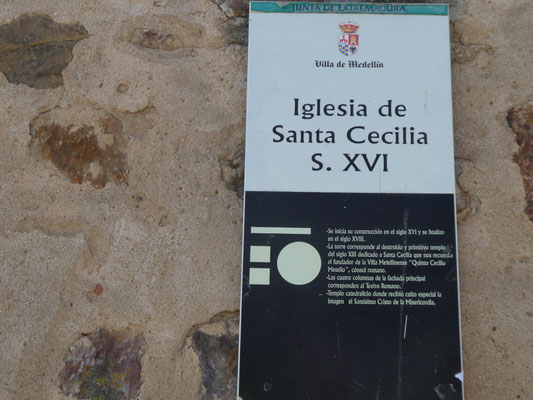 JUNTA DE EXTREMADURA
Villa de Medellín
Iglesia de
Santa Cecilia
S. XVI
-Se inicia su construcción en el siglo XVI y se finaliza
en el siglo XVIII.
-La torre corresponde al destruido y primitivo templo
del siglo XIII dedicado a Santa Cecilia que nos recuerda
al fundador de la Villa Metellinense "Quinto Cecilio
Metello", cónsul romano.
-Las cuatro columnas de la fachada principal
corresponden al Teatro Romano.
-Templo catedralicio donde recibió culto especial la
imagen el Santísimo Cristo de la Misericordia.